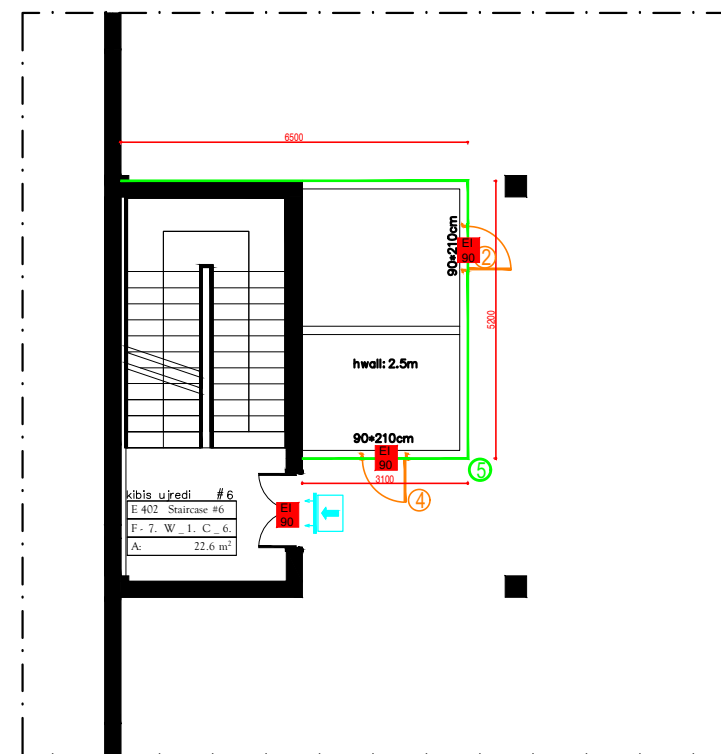 6500
90*210cm
EI
90
2
5200
hwall: 2.5m
90*210cm
EI
90
5
3100
4
kibis ujredi #6
E 402 Staircase #6
F - 7. W _ 1. C _ 6.
A: 22.6 m²
EI
90